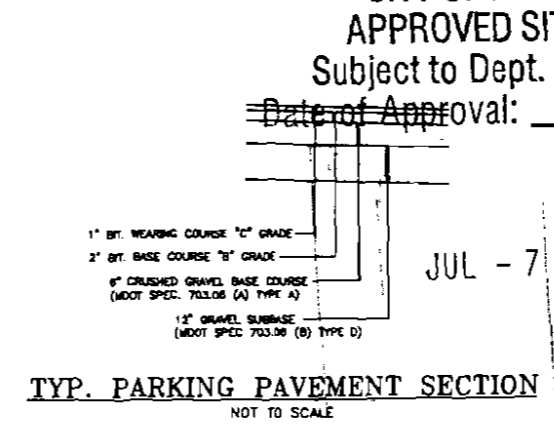 APPROVED SI
Subject to Dept.
Date of Approval:
1" BIT. WEARING COURSE "C" GRADE
2" BIT. BASE COURSE "B" GRADE
6" CRUSHED GRAVEL BASE COURSE
(MDOT SPEC. 703.06 (A) TYPE A)
12" GRAVEL SUBBASE
(MDOT SPEC 703.06 (B) TYPE D)
JUL - 7
TYP. PARKING PAVEMENT SECTION
NOT TO SCALE